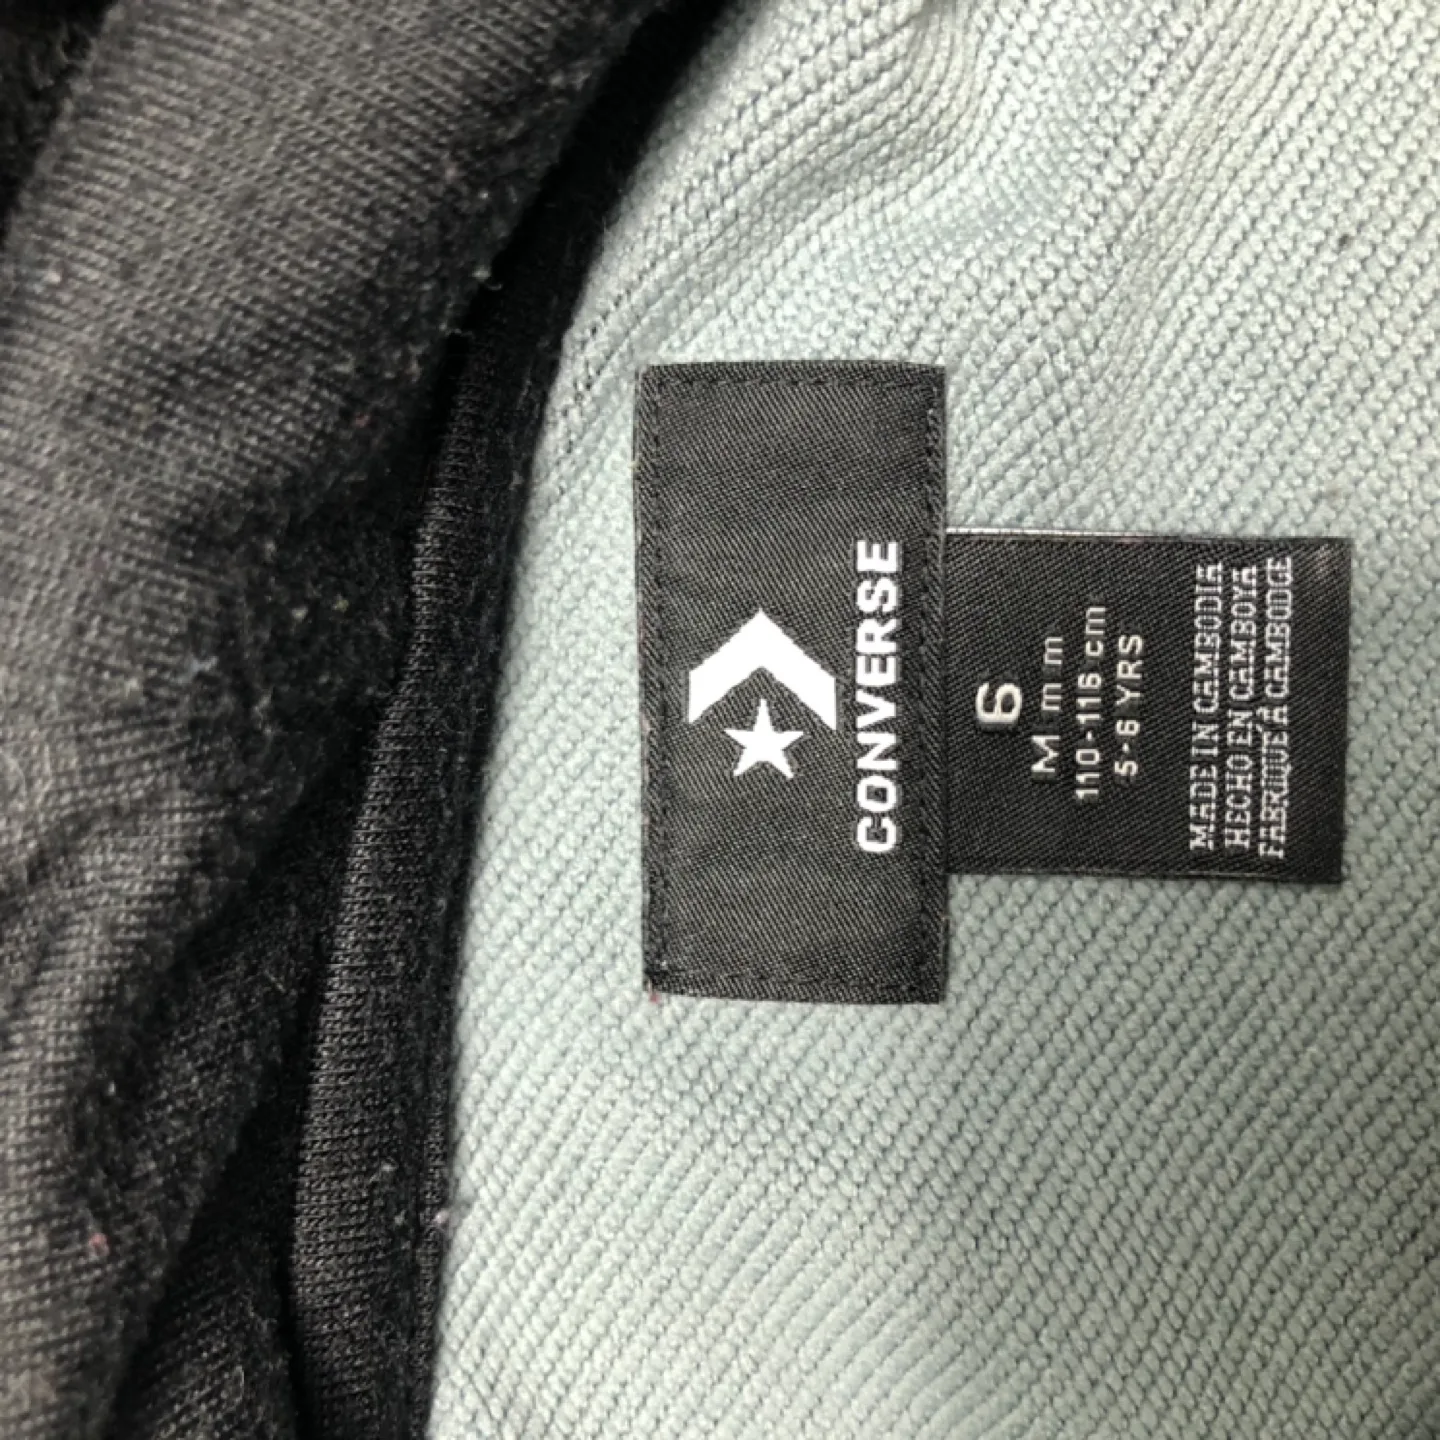 CONVERSE
6
M m m m
110-116 cm
5-6 YRS
MADE IN CAMBODIA
HECHO EN CAMBOYA
FABRIQUÉ À CAMBODGE